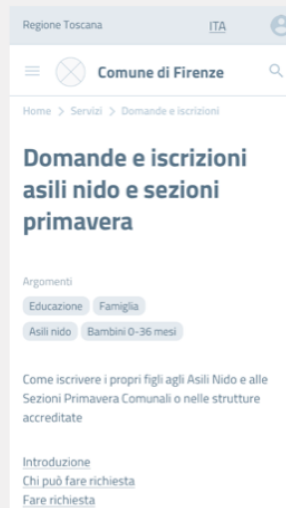 Regione Toscana ITA
Comune di Firenze
Home > Servizi > Domande e iscrizioni
Domande e iscrizioni
asili nido e sezioni
primavera
Argomenti
Educazione Famiglia
Asili nido Bambini 0-36 mesi
Come iscrivere i propri figli agli Asili Nido e alle
Sezioni Primavera Comunali o nelle strutture
accreditate
Introduzione
Chi può fare richiesta
Fare richiesta